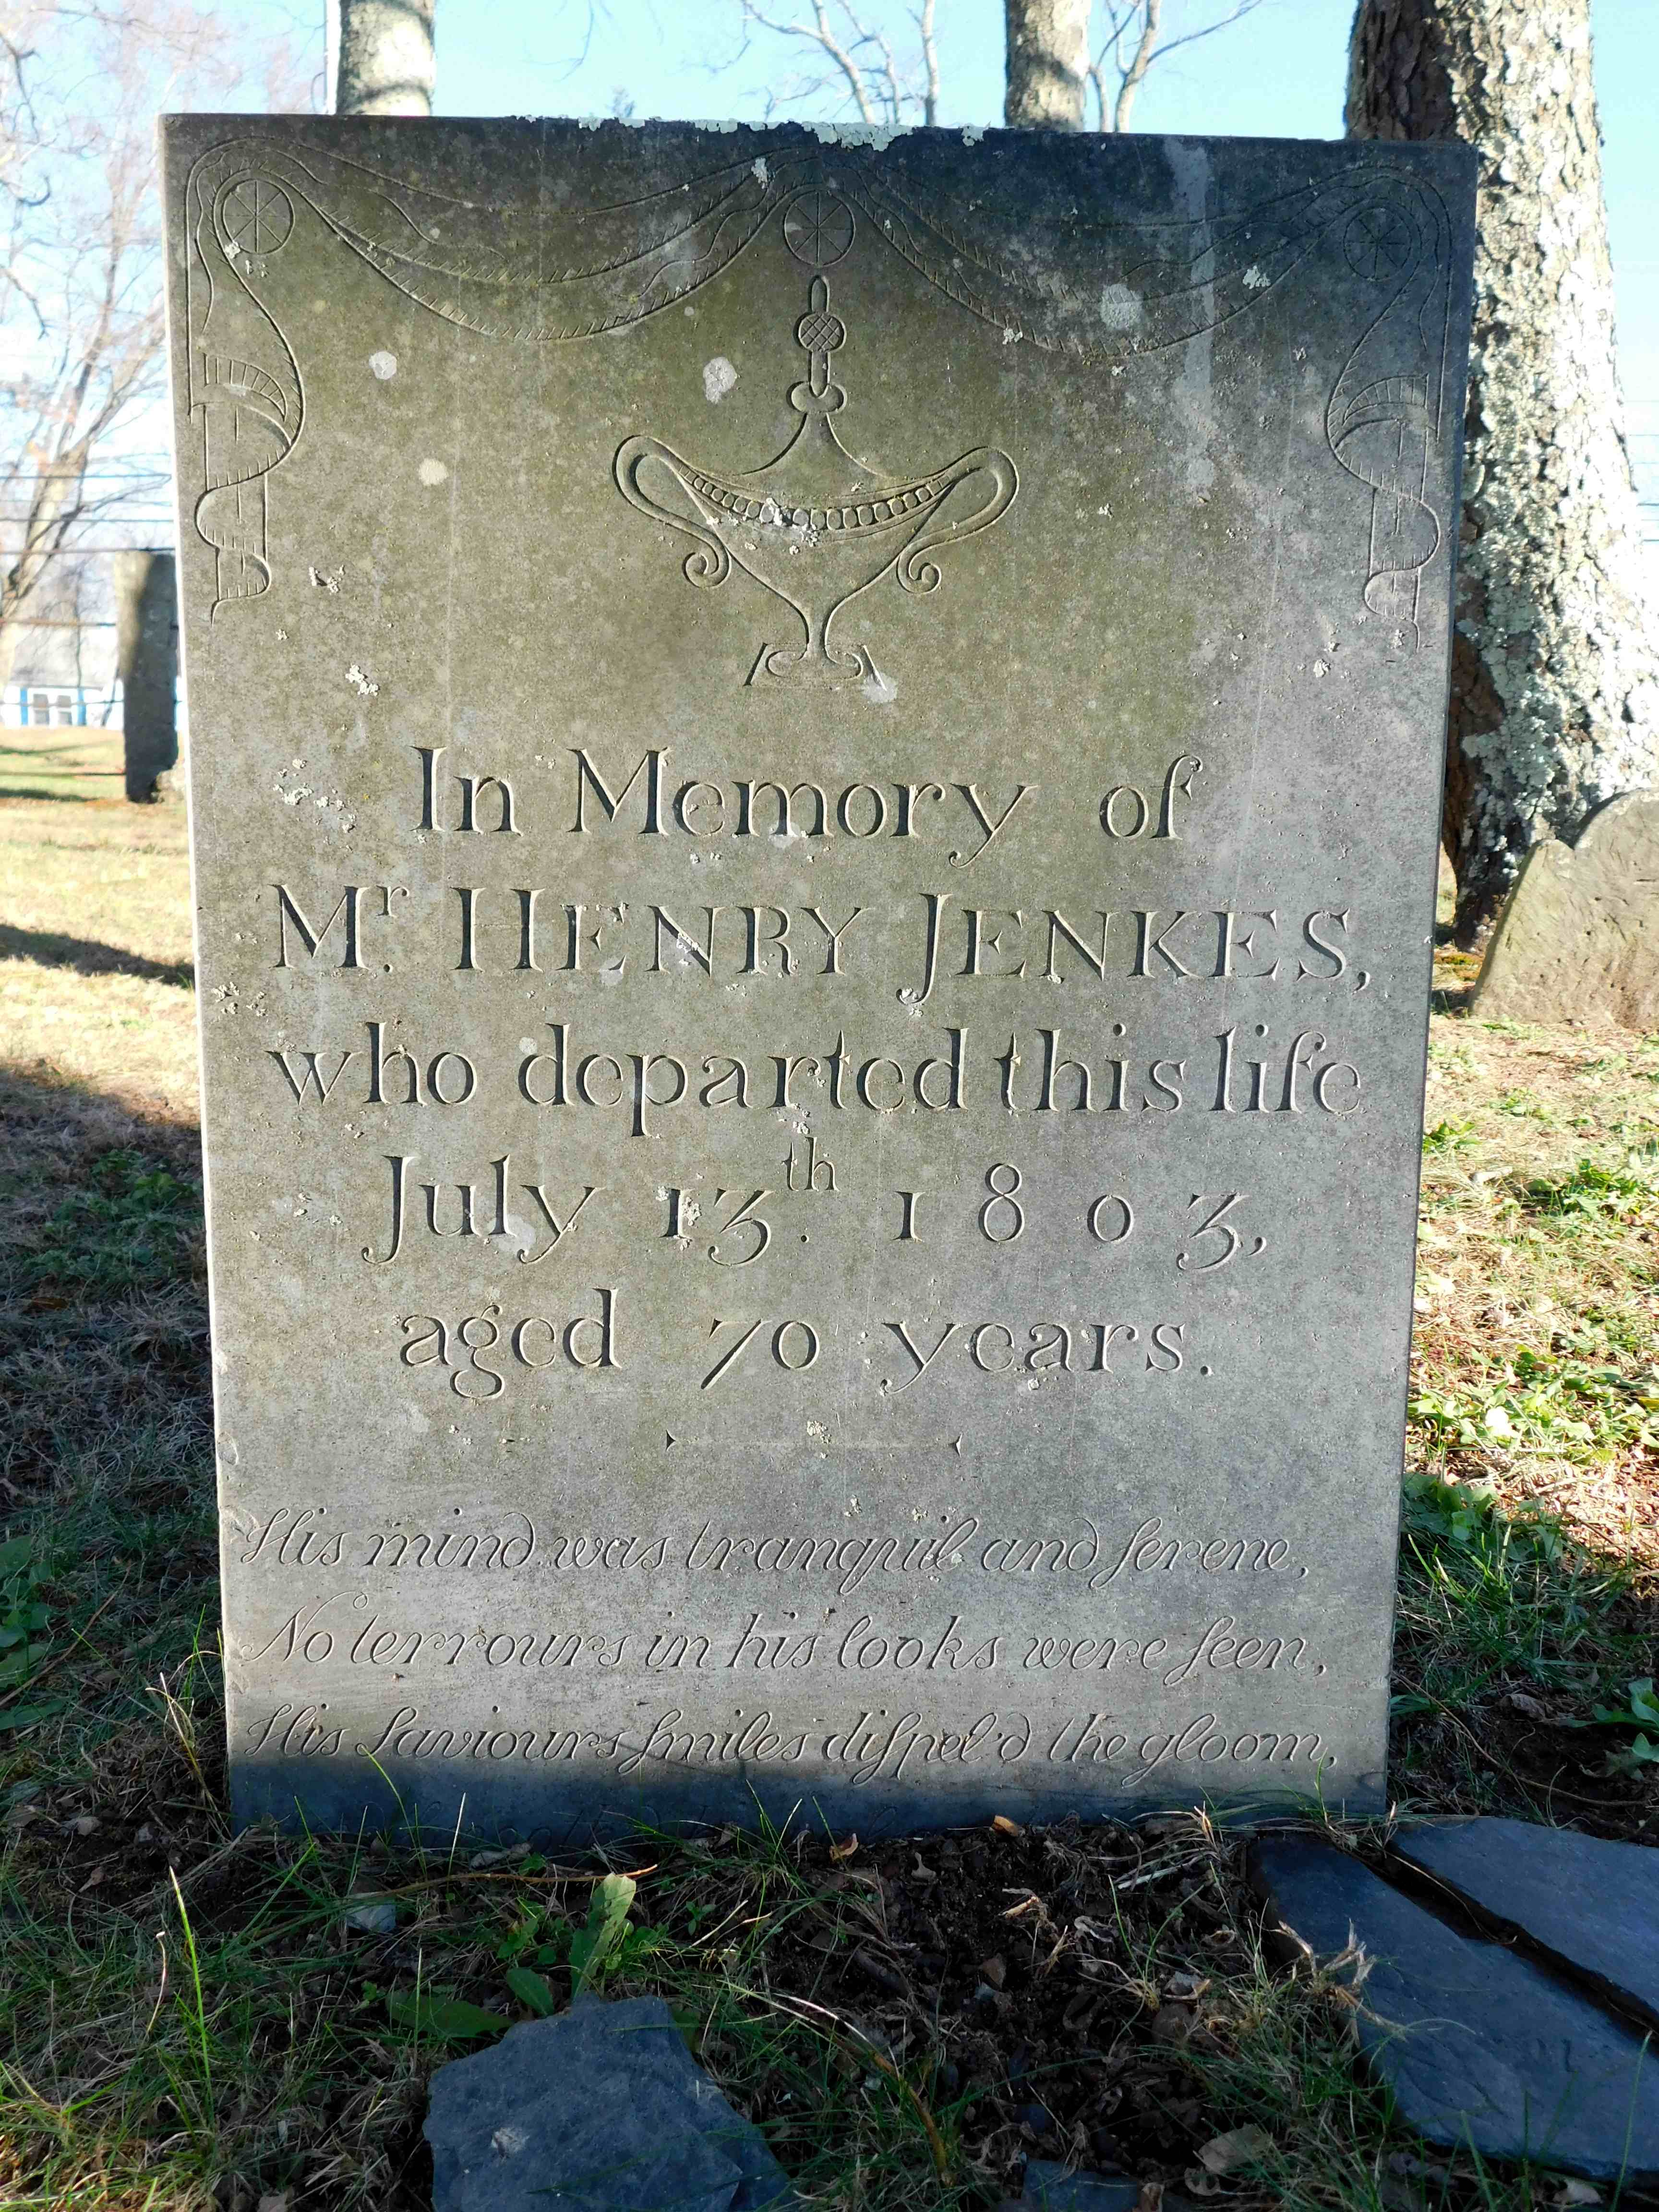 In Memory of
Mr. HENRY JENKES,
who departed this life
July 13th. 1803,
aged 70 years.
His mind was tranquil and ſerene,
No terrours in his looks were ſeen,
His Saviours ſmiles diſpel'd the gloom,